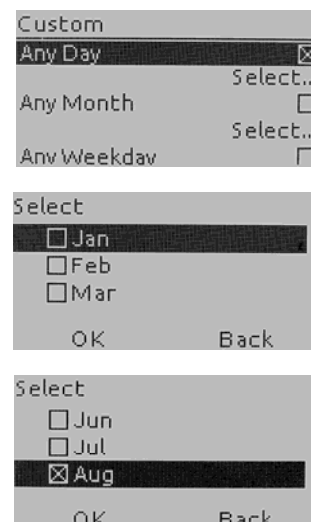 Custom
Any Day
Select..
Any Month
Select..
Any Weekday
Select
Jan
Feb
Mar
OK Back
Select
Jun
Jul
Aug
OK Back